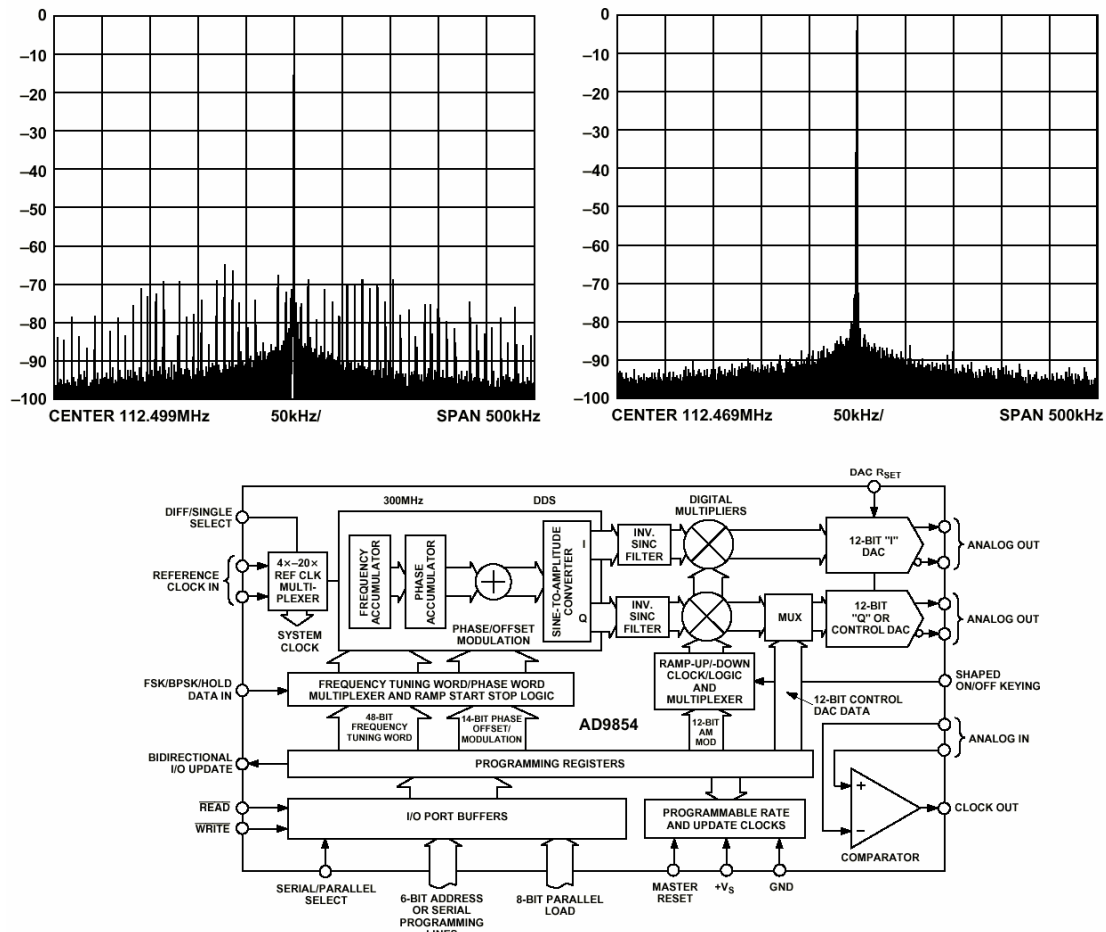 0
–10
–20
–30
–40
–50
–60
–70
–80
–90
–100
CENTER 112.499MHz 50kHz/ SPAN 500kHz
0
–10
–20
–30
–40
–50
–60
–70
–80
–90
–100
CENTER 112.469MHz 50kHz/ SPAN 500kHz
DAC RSET
DIFF/SINGLE
SELECT
REFERENCE
CLOCK IN
4×–20×
REF CLK
MULTI-
PLEXER
SYSTEM
CLOCK
300MHz
DDS
FREQUENCY
ACCUMULATOR
PHASE
ACCUMULATOR
PHASE/OFFSET
MODULATION
SINE-TO-AMPLITUDE
CONVERTER
I
Q
INV.
SINC
FILTER
INV.
SINC
FILTER
DIGITAL
MULTIPLIERS
12-BIT "I"
DAC
ANALOG OUT
MUX
12-BIT
"Q" OR
CONTROL DAC
ANALOG OUT
FSK/BPSK/HOLD
DATA IN
FREQUENCY TUNING WORD/PHASE WORD
MULTIPLEXER AND RAMP START STOP LOGIC
RAMP-UP/-DOWN
CLOCK/LOGIC
AND
MULTIPLEXER
SHAPED
ON/OFF KEYING
12-BIT CONTROL
DAC DATA
48-BIT
FREQUENCY
TUNING WORD
14-BIT PHASE
OFFSET/
MODULATION
AD9854
12-BIT
AM
MOD
ANALOG IN
BIDIRECTIONAL
I/O UPDATE
PROGRAMMING REGISTERS
READ
WRITE
I/O PORT BUFFERS
PROGRAMMABLE RATE
AND UPDATE CLOCKS
+
–
CLOCK OUT
COMPARATOR
SERIAL/PARALLEL
SELECT
6-BIT ADDRESS
OR SERIAL
PROGRAMMING
LINES
8-BIT PARALLEL
LOAD
MASTER
RESET
+VS
GND